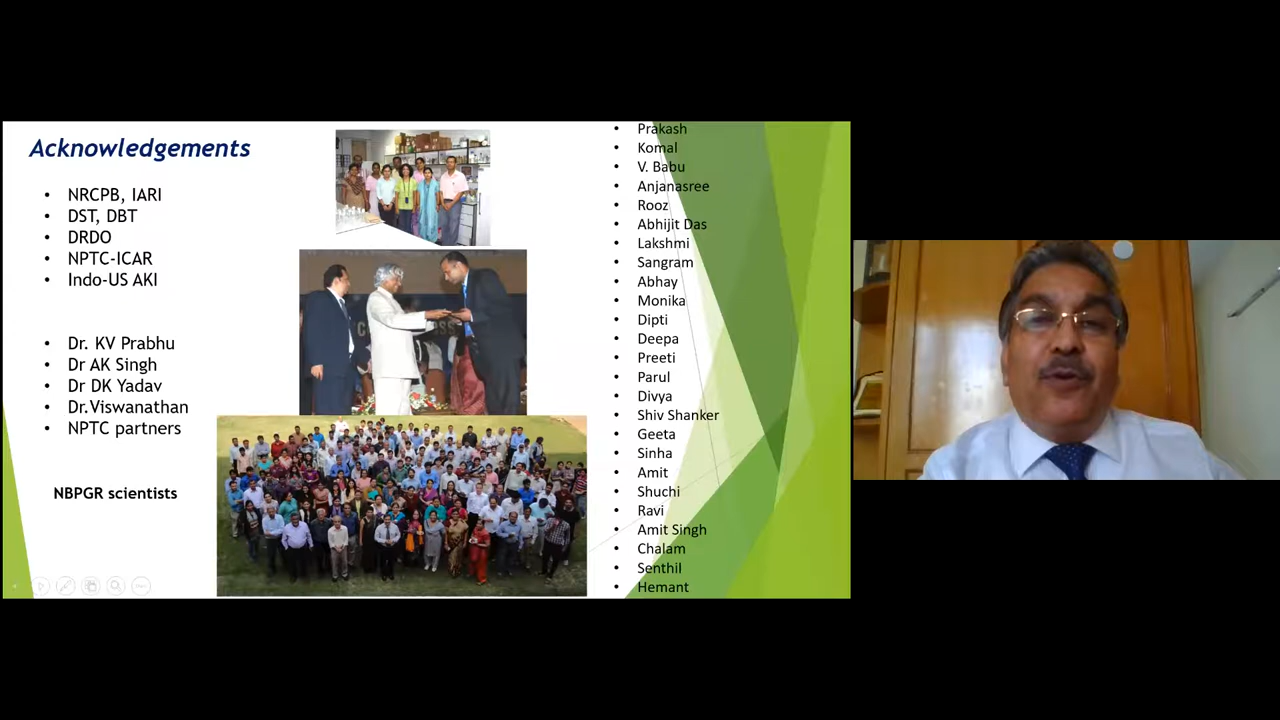 Acknowledgements
• NRCPB, IARI
• DST, DBT
• DRDO
• NPTC-ICAR
• Indo-US AKI
• Dr. KV Prabhu
• Dr AK Singh
• Dr DK Yadav
• Dr. Viswanathan
• NPTC partners
NBPGR scientists
• Prakash
• Komal
• V. Babu
• Anjanasree
• Rooz
• Abhijit Das
• Lakshmi
• Sangram
• Abhay
• Monika
• Dipti
• Deepa
• Preeti
• Parul
• Divya
• Shiv Shanker
• Geeta
• Sinha
• Amit
• Shuchi
• Ravi
• Amit Singh
• Chalam
• Senthil
• Hemant